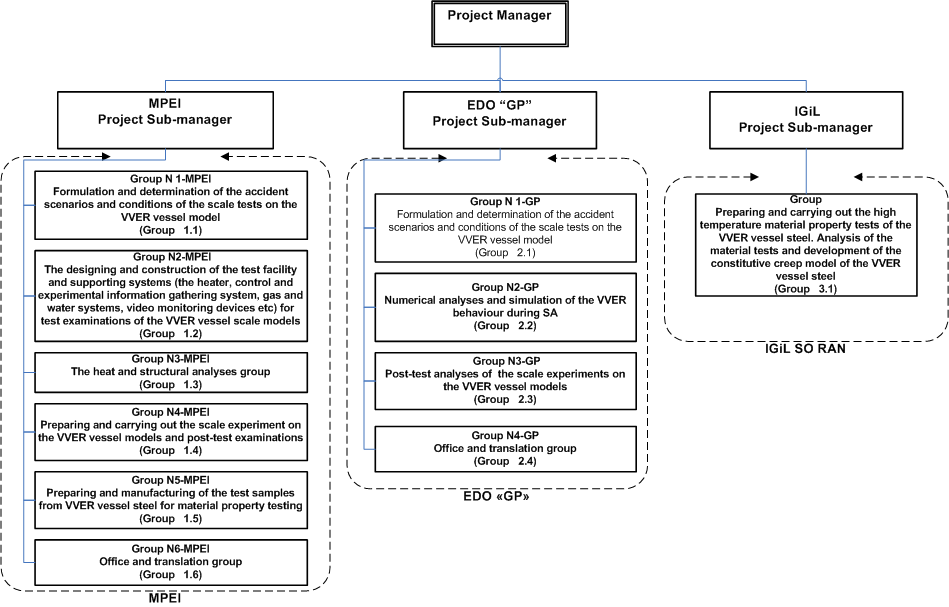 Project Manager
MPEI
Project Sub-manager
EDO “GP”
Project Sub-manager
IGiL
Project Sub-manager
Group N 1-MPEI
Formulation and determination of the accident
scenarios and conditions of the scale tests on the
VVER vessel model
(Group 1.1)
Group N2-MPEI
The designing and construction of the test facility
and supporting systems (the heater, control and
experimental information gathering system, gas and
water systems, video monitoring devices etc) for
test examinations of the VVER vessel scale models
(Group 1.2)
Group N3-MPEI
The heat and structural analyses group
(Group 1.3)
Group N4-MPEI
Preparing and carrying out the scale experiment on
the VVER vessel models and post-test examinations
(Group 1.4)
Group N5-MPEI
Preparing and manufacturing of the test samples
from VVER vessel steel for material property testing
(Group 1.5)
Group N6-MPEI
Office and translation group
(Group 1.6)
MPEI
Group N 1-GP
Formulation and determination of the accident
scenarios and conditions of the scale tests on the
VVER vessel model
(Group 2.1)
Group N2-GP
Numerical analyses and simulation of the VVER
behaviour during SA
(Group 2.2)
Group N3-GP
Post-test analyses of the scale experiments on
the VVER vessel models
(Group 2.3)
Group N4-GP
Office and translation group
(Group 2.4)
EDO «GP»
Group
Preparing and carrying out the high
temperature material property tests of
the VVER vessel steel. Analysis of the
material tests and development of the
constitutive creep model of the VVER
vessel steel
(Group 3.1)
IGiL SO RAN